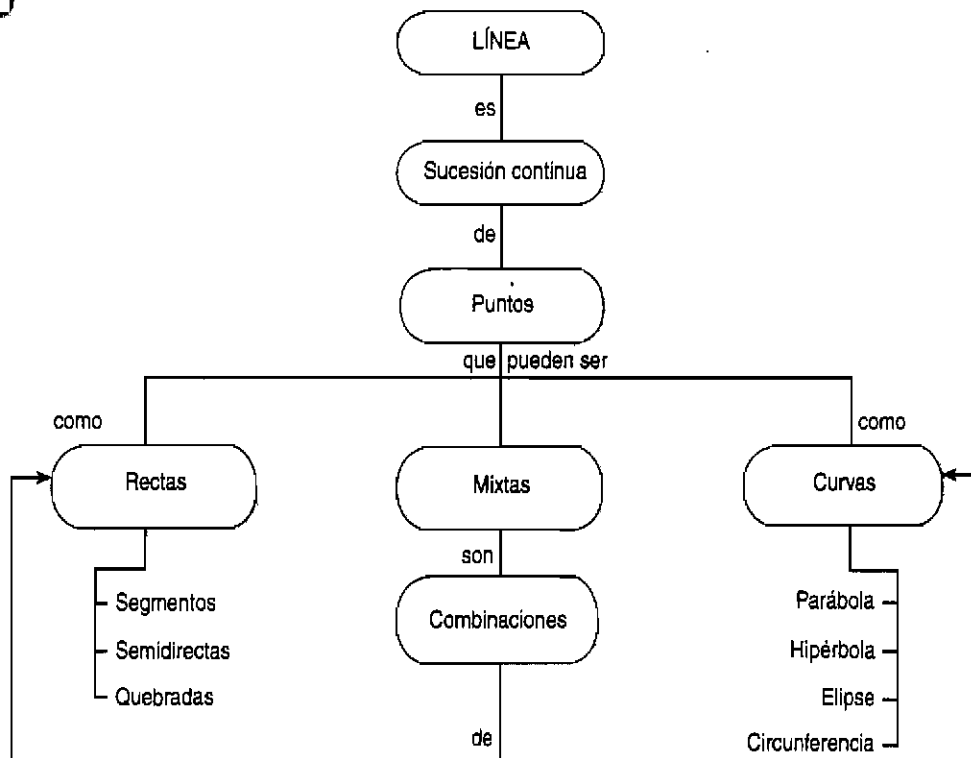 LÍNEA
es
Sucesión contínua
de
Puntos
que pueden ser
como
como
Rectas
Mixtas
Curvas
son
Segmentos
Semidirectas
Quebradas
Combinaciones
Parábola
Hipérbola
Elipse
Circunferencia
de